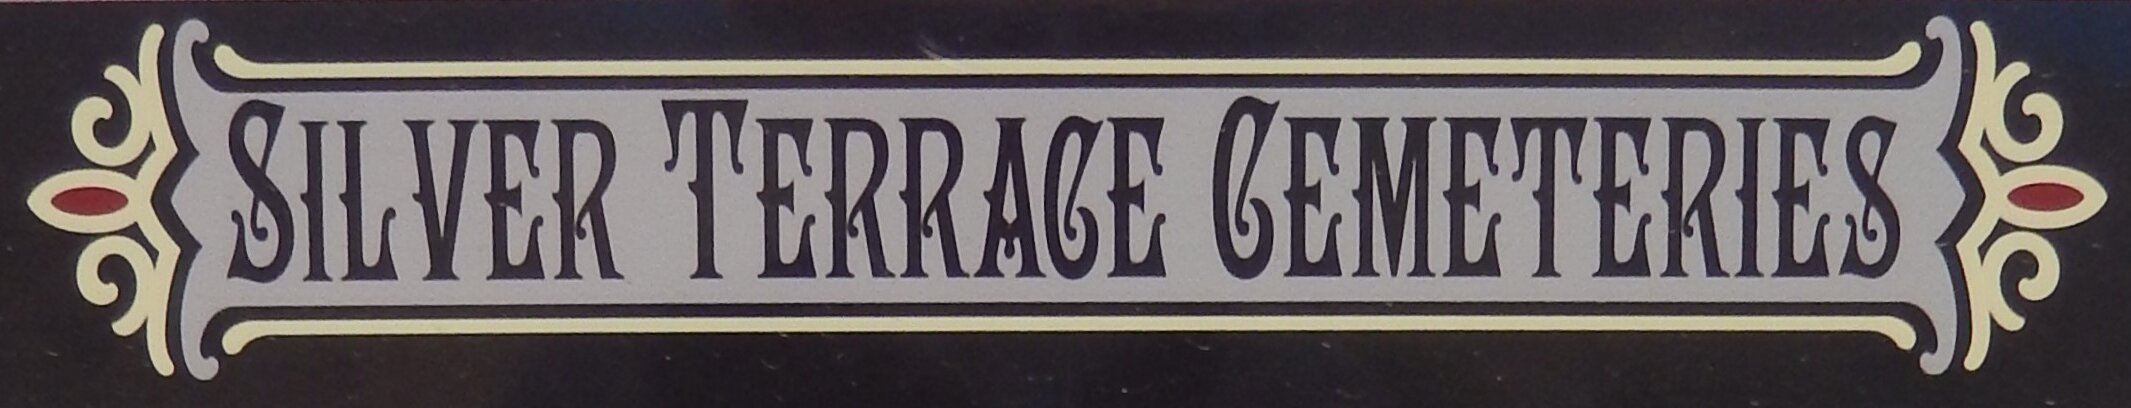 SILVER TERRACE CEMETERIES